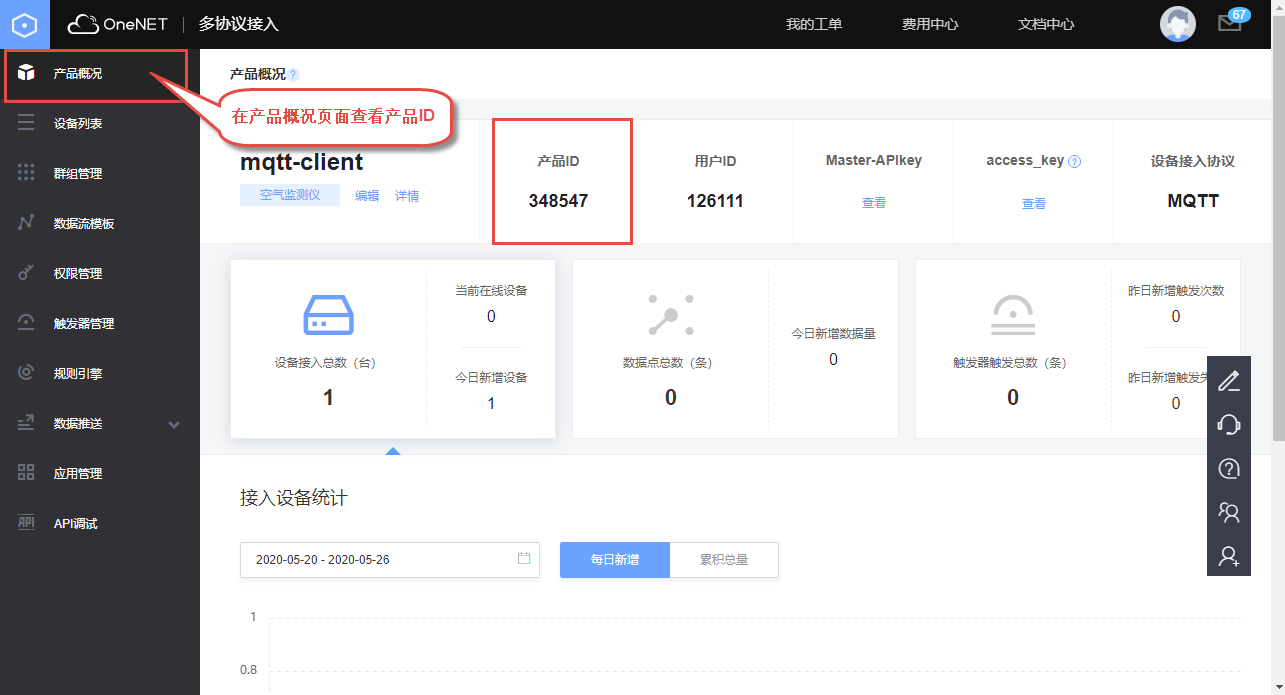 OneNET | 多协议接入
我的工单
费用中心
文档中心
67
产品概况
设备列表
群组管理
数据流模板
权限管理
触发器管理
规则引擎
数据推送
应用管理
API调试
产品概况 ?
在产品概况页面查看产品ID
mqtt-client
空气监测仪 编辑 详情
产品ID
348547
用户ID
126111
Master-APIkey
查看
access_key ?
查看
设备接入协议
MQTT
设备接入总数（台）
1
当前在线设备
0
今日新增设备
1
数据点总数（条）
0
今日新增数据量
0
触发器触发总数（条）
0
昨日新增触发次数
0
昨日新增触发失
0
接入设备统计
2020-05-20 - 2020-05-26
每日新增
累积总量
1
0.8